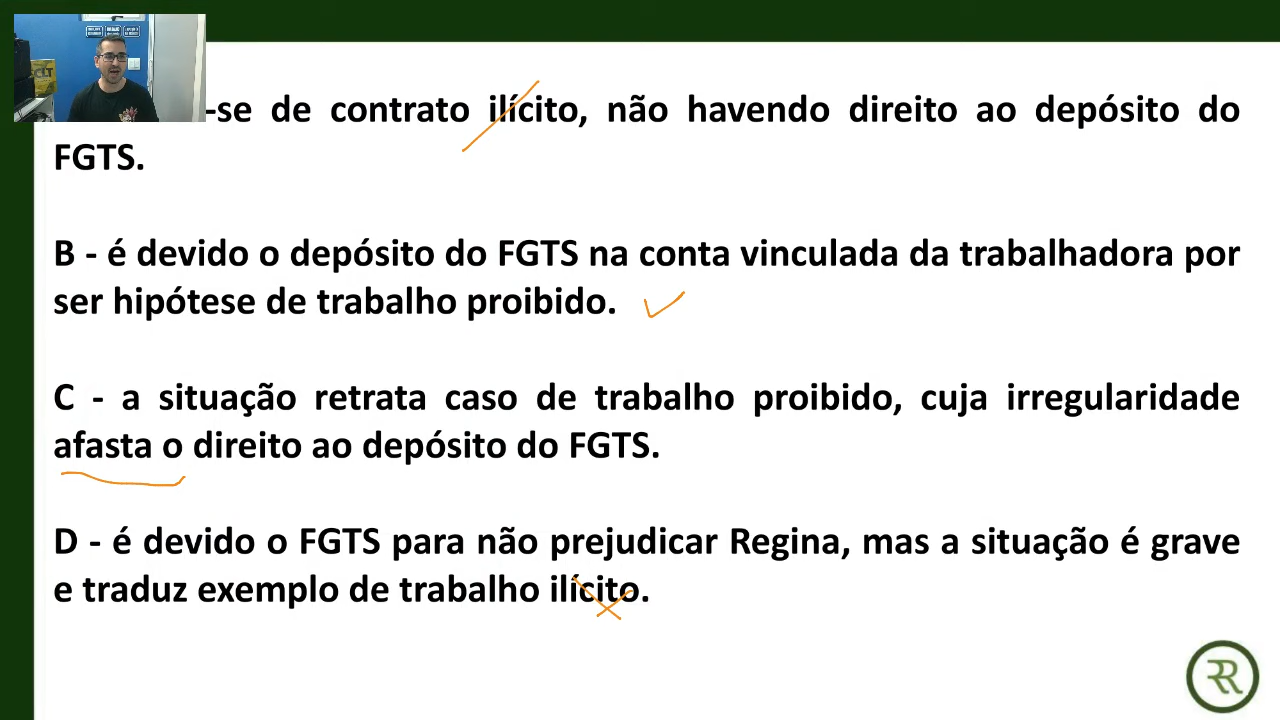 -se de contrato ilícito, não havendo direito ao depósito do
FGTS.
B - é devido o depósito do FGTS na conta vinculada da trabalhadora por
ser hipótese de trabalho proibido.
C - a situação retrata caso de trabalho proibido, cuja irregularidade
afasta o direito ao depósito do FGTS.
D - é devido o FGTS para não prejudicar Regina, mas a situação é grave
e traduz exemplo de trabalho ilícito.